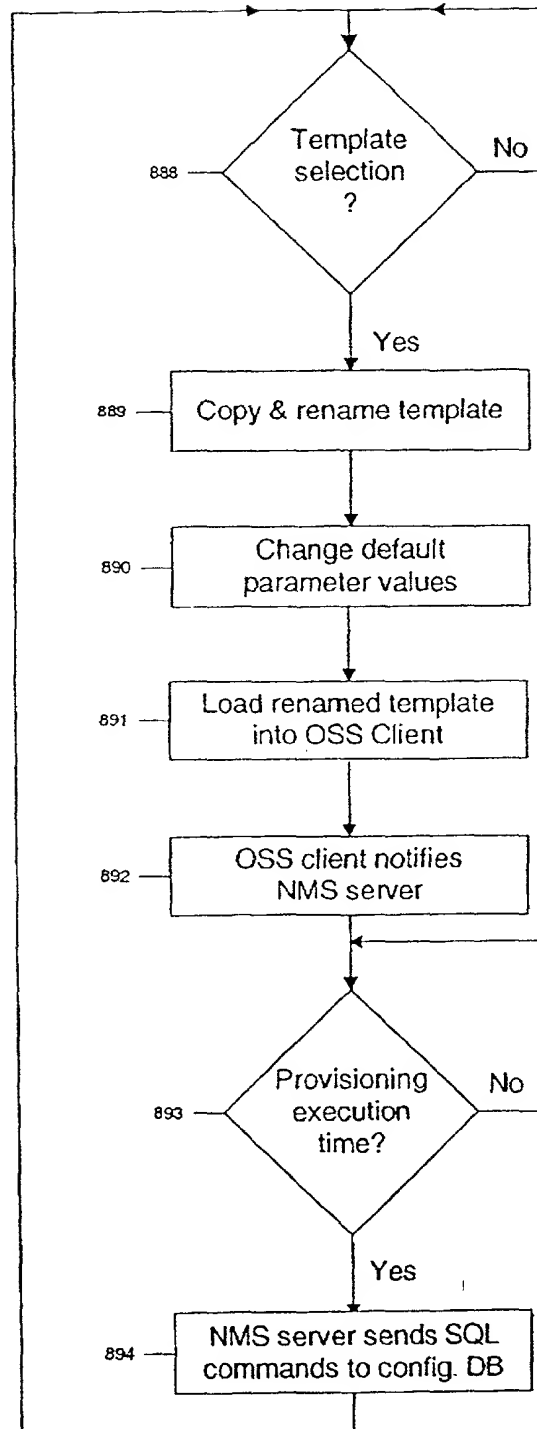 Template
selection
?
No
888
Yes
889
Copy & rename template
890
Change default
parameter values
891
Load renamed template
into OSS Client
892
OSS client notifies
NMS server
893
Provisioning
execution
time?
No
Yes
894
NMS server sends SQL
commands to config. DB